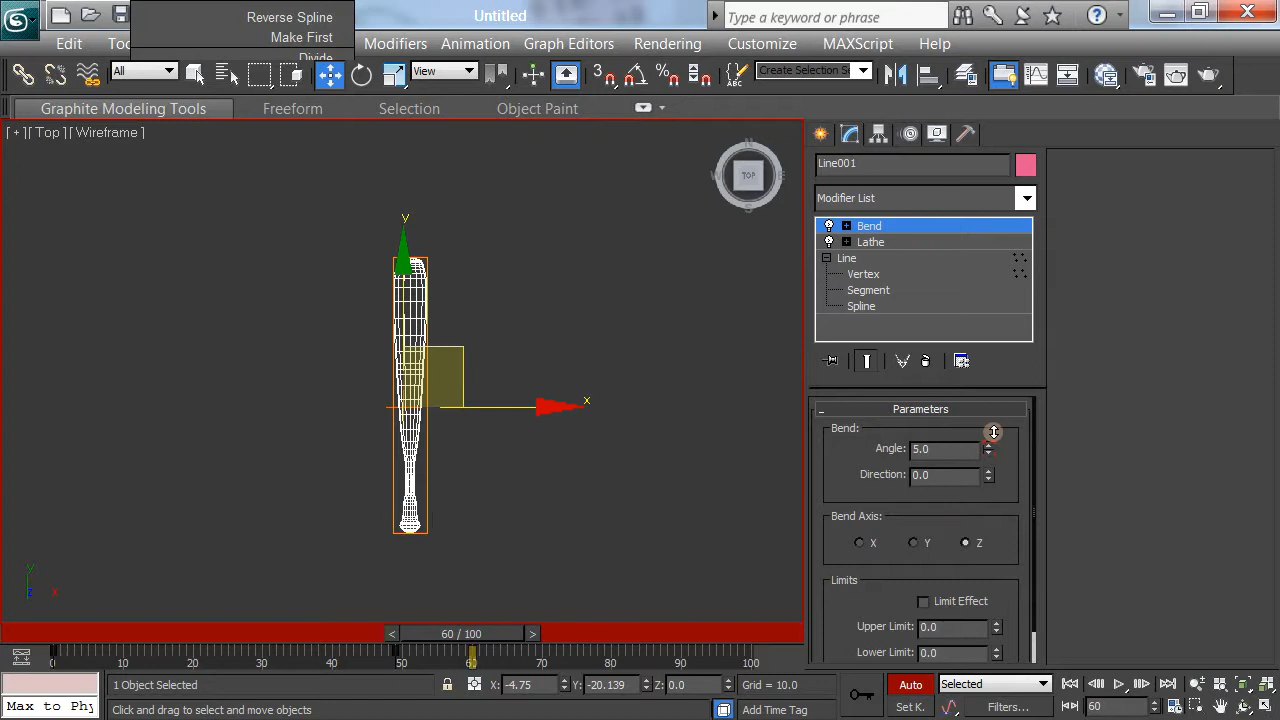 Reverse Spline
Make First
Divide
Untitled
Type a keyword or phrase
Edit
Modifiers
Animation
Graph Editors
Rendering
Customize
MAXScript
Help
All
View
Graphite Modeling Tools
Freeform
Selection
Object Paint
[ + ][ Top ][ Wireframe ]
N
W
TOP
S
y
x
Line001
Modifier List
Bend
Lathe
Line
Vertex
Segment
Spline
Parameters
Bend:
Angle: 5.0
Direction: 0.0
Bend Axis:
X Y Z
Limits
Limit Effect
Upper Limit: 0.0
Lower Limit: 0.0
y
z x
< 60 / 100 >
0 10 20 30 40 50 60 70 80 90 100
1 Object Selected
X: -4.75 Y: -20.139 Z: 0.0 Grid = 10.0
Auto Selected
Max to Phy
Click and drag to select and move objects
Add Time Tag
Set K. Filters... 60